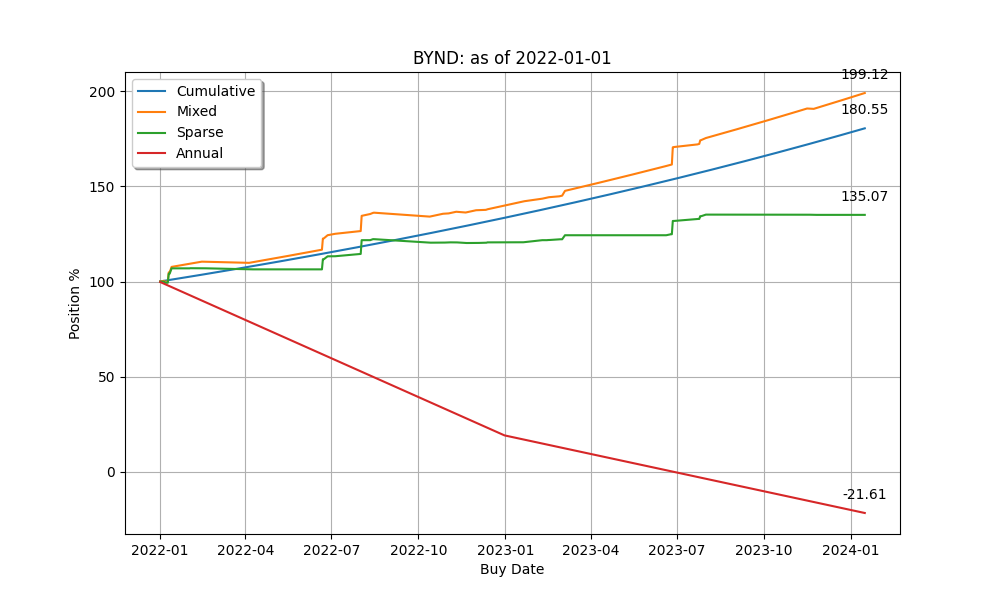 BYND: as of 2022-01-01
Cumulative
Mixed
Sparse
Annual
199.12
180.55
135.07
-21.61
200
150
100
50
0
Position %
2022-01 2022-04 2022-07 2022-10 2023-01 2023-04 2023-07 2023-10 2024-01
Buy Date